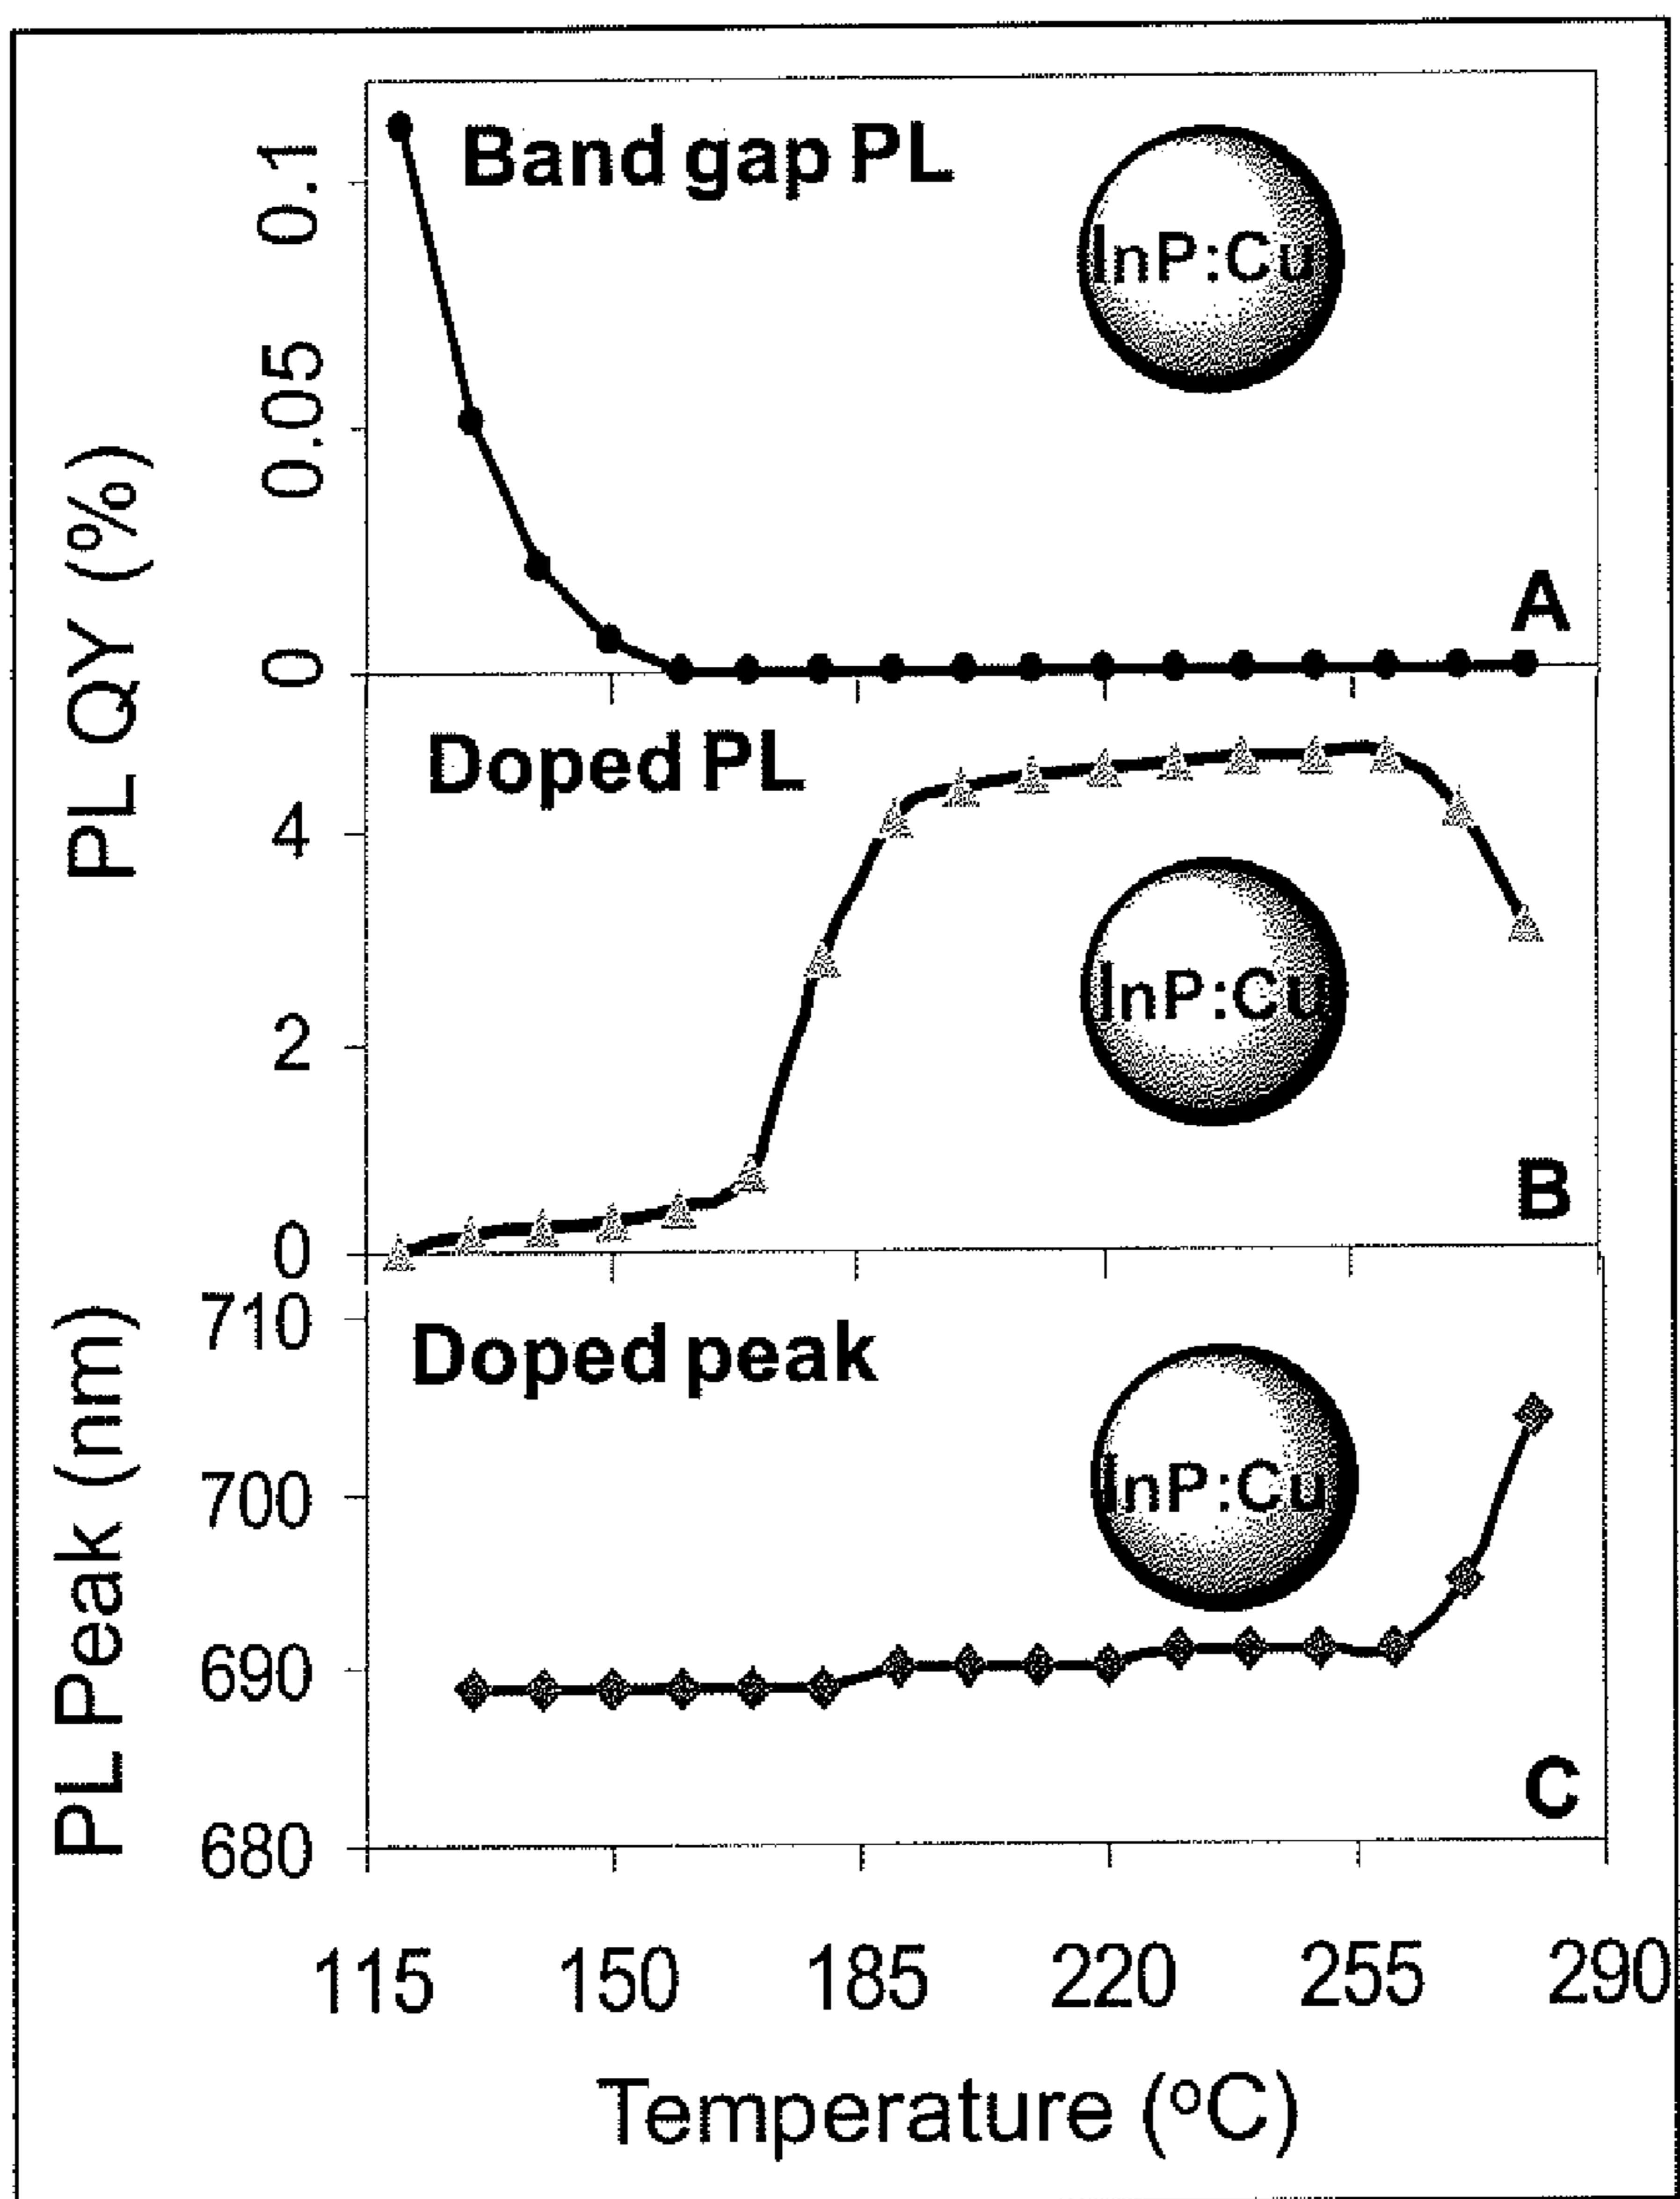 PL QY (%)
0.1
0.05
0
Band gap PL
InP:Cu
A
4
2
0
Doped PL
InP:Cu
B
PL Peak (nm)
710
700
690
680
Doped peak
InP:Cu
C
115 150 185 220 255 290
Temperature (°C)